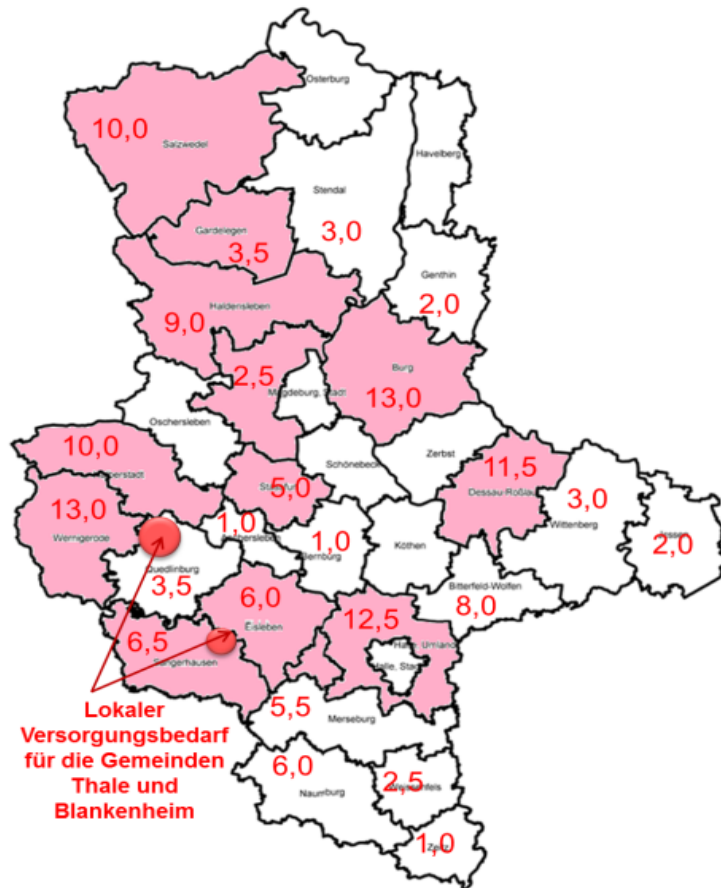 Osterburg
10,0
Salzwedel
Havelberg
Stendal
3,0
Gardelegen
3,5
Genthin
2,0
Haldensleben
9,0
Burg
13,0
2,5
Magdeburg, Stadt
Oschersleben
10,0
Schönebeck
Zerbst
11,5
Dessau-Roßlau
5,0
3,0
Wittenberg
13,0
Wernigerode
1,0
1,0
Bernburg
Köthen
Jessen
2,0
Quedlinburg
3,5
Bitterfeld-Wolfen
8,0
6,0
Eisleben
12,5
Halle, Stadt
6,5
Sangerhausen
5,5
Merseburg
Lokaler
Versorgungsbedarf
für die Gemeinden
Thale und
Blankenheim
6,0
Naumburg
2,5
1,0